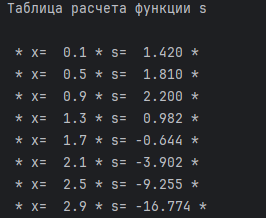 Таблица расчета функции s
* x=  0.1 * s=  1.420 *
* x=  0.5 * s=  1.810 *
* x=  0.9 * s=  2.200 *
* x=  1.3 * s=  0.982 *
* x=  1.7 * s= -0.644 *
* x=  2.1 * s= -3.902 *
* x=  2.5 * s= -9.255 *
* x=  2.9 * s= -16.774 *